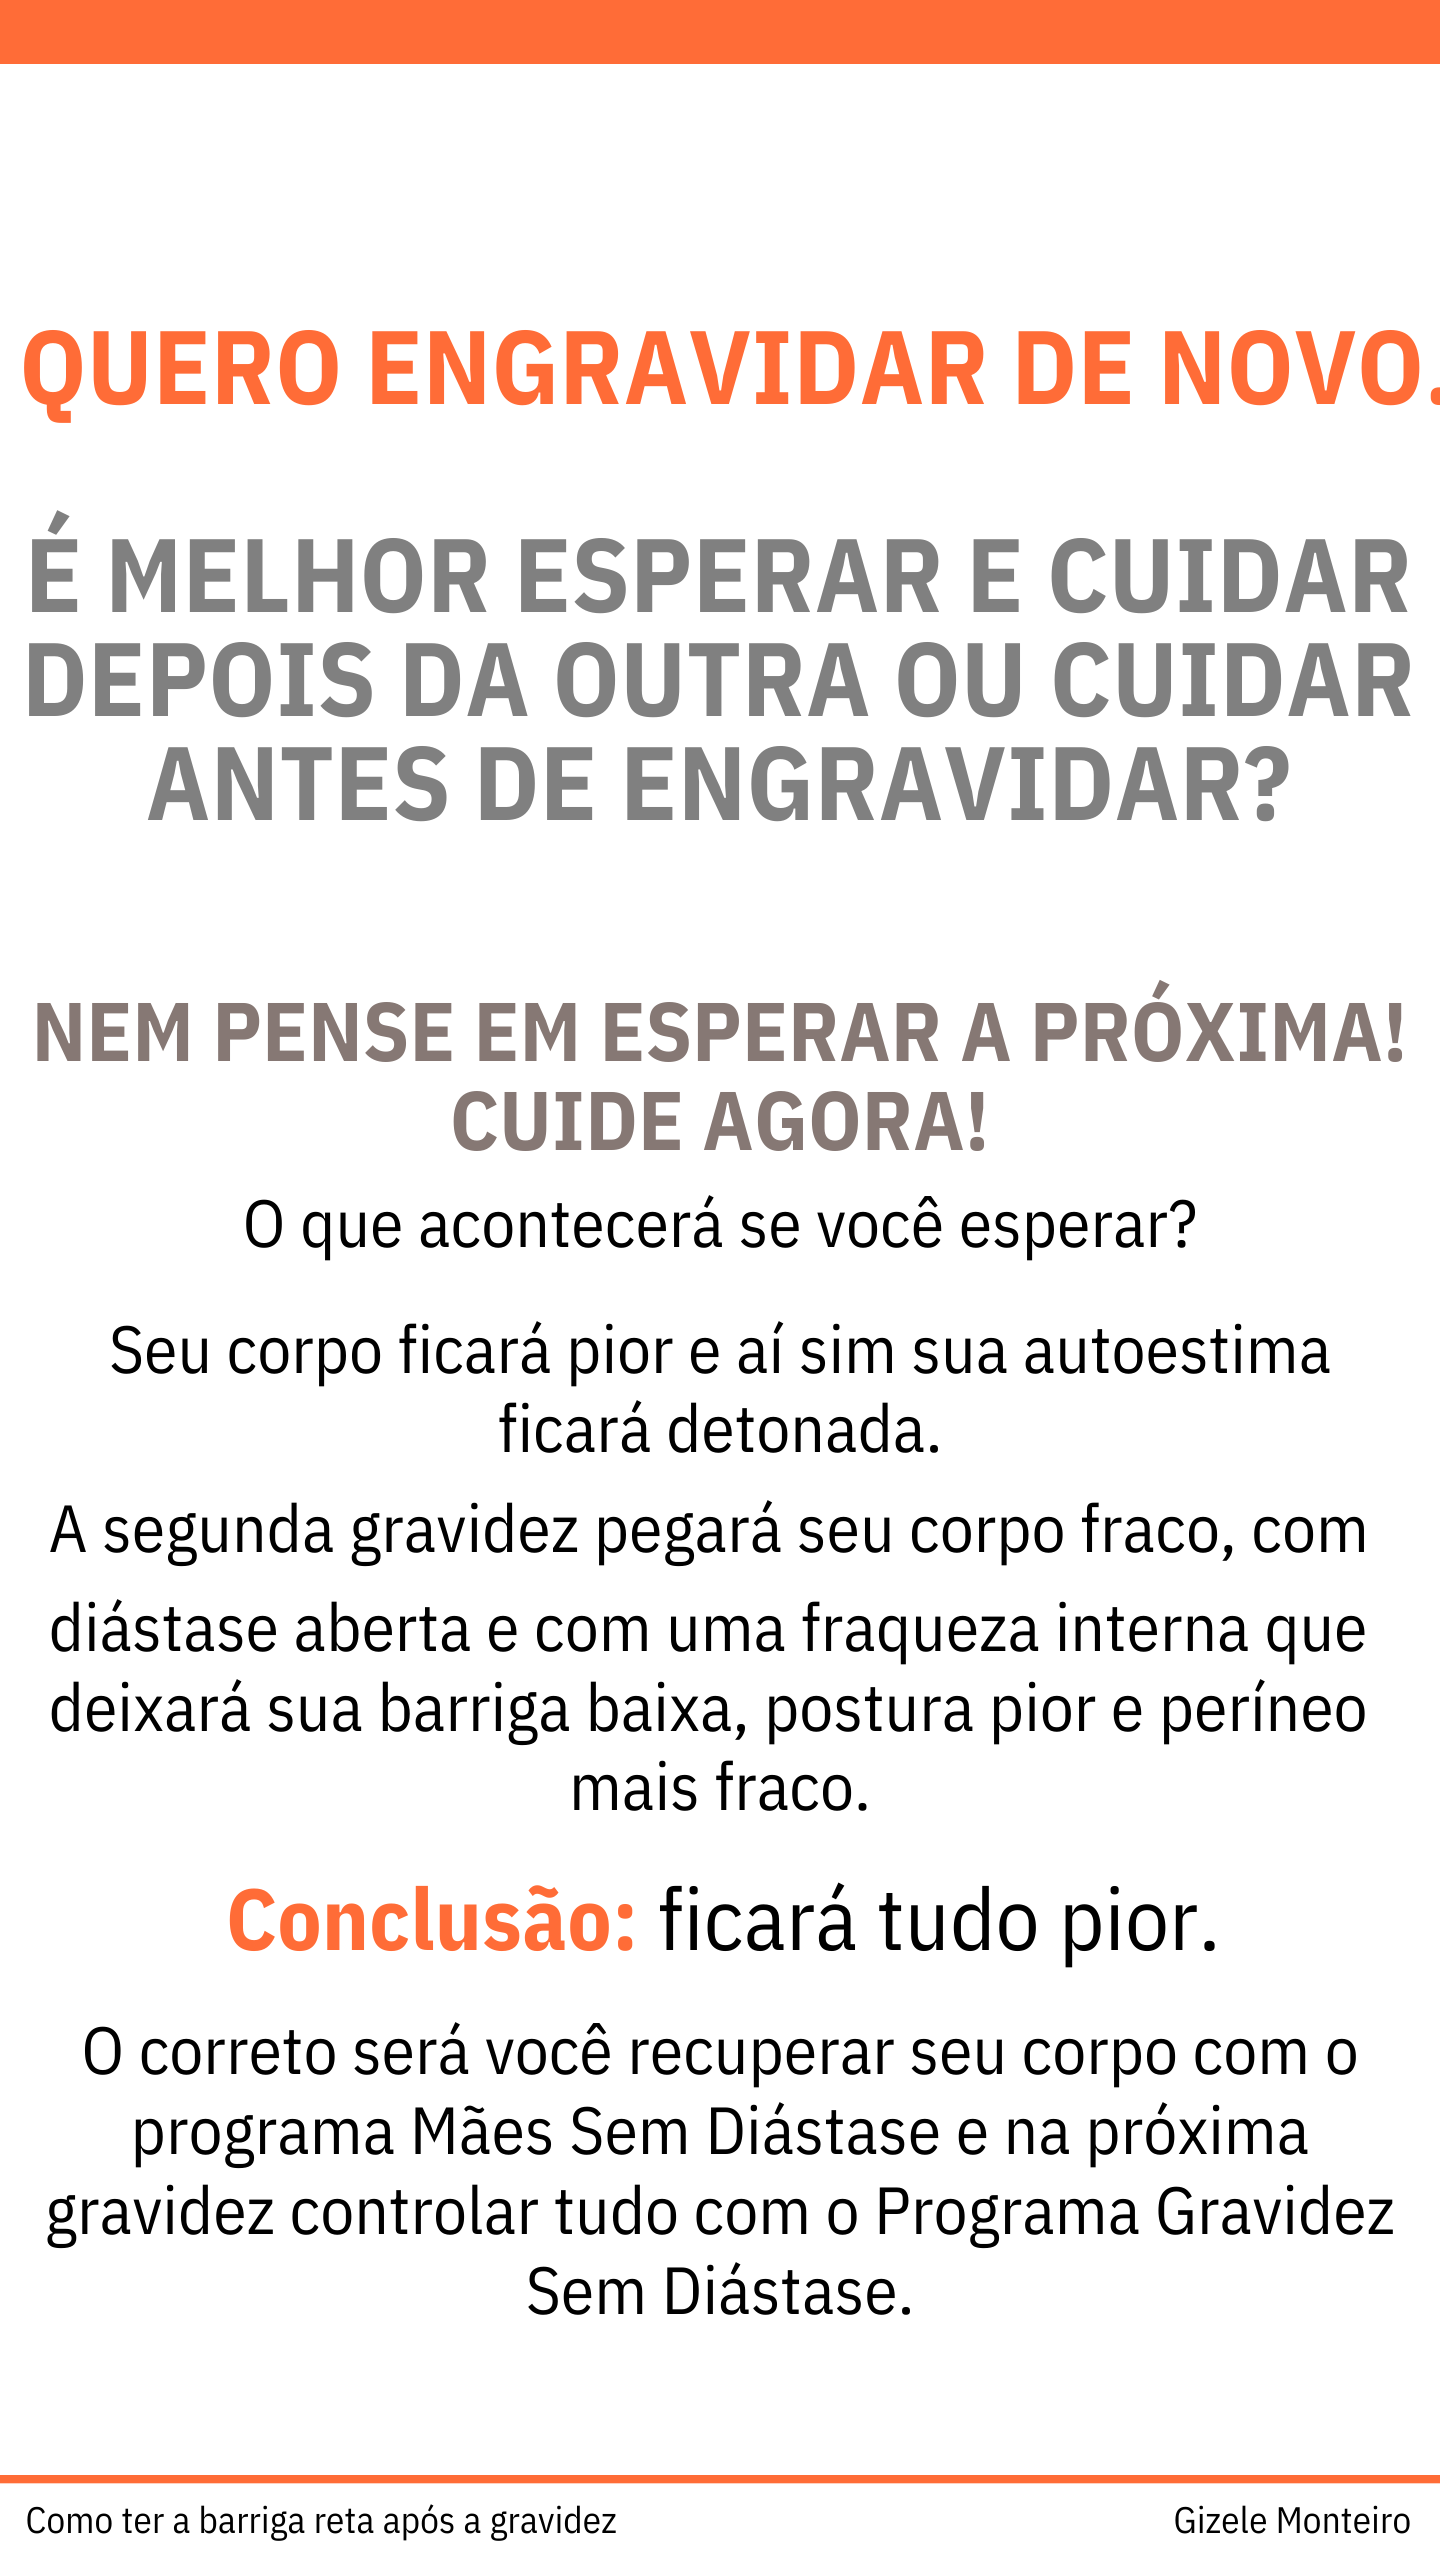 QUERO ENGRAVIDAR DE NOVO.
É MELHOR ESPERAR E CUIDAR
DEPOIS DA OUTRA OU CUIDAR
ANTES DE ENGRAVIDAR?
NEM PENSE EM ESPERAR A PRÓXIMA!
CUIDE AGORA!
O que acontecerá se você esperar?
Seu corpo ficará pior e aí sim sua autoestima
ficará detonada.
A segunda gravidez pegará seu corpo fraco, com
diástase aberta e com uma fraqueza interna que
deixará sua barriga baixa, postura pior e períneo
mais fraco.
Conclusão: ficará tudo pior.
O correto será você recuperar seu corpo com o
programa Mães Sem Diástase e na próxima
gravidez controlar tudo com o Programa Gravidez
Sem Diástase.
Como ter a barriga reta após a gravidez
Gizele Monteiro